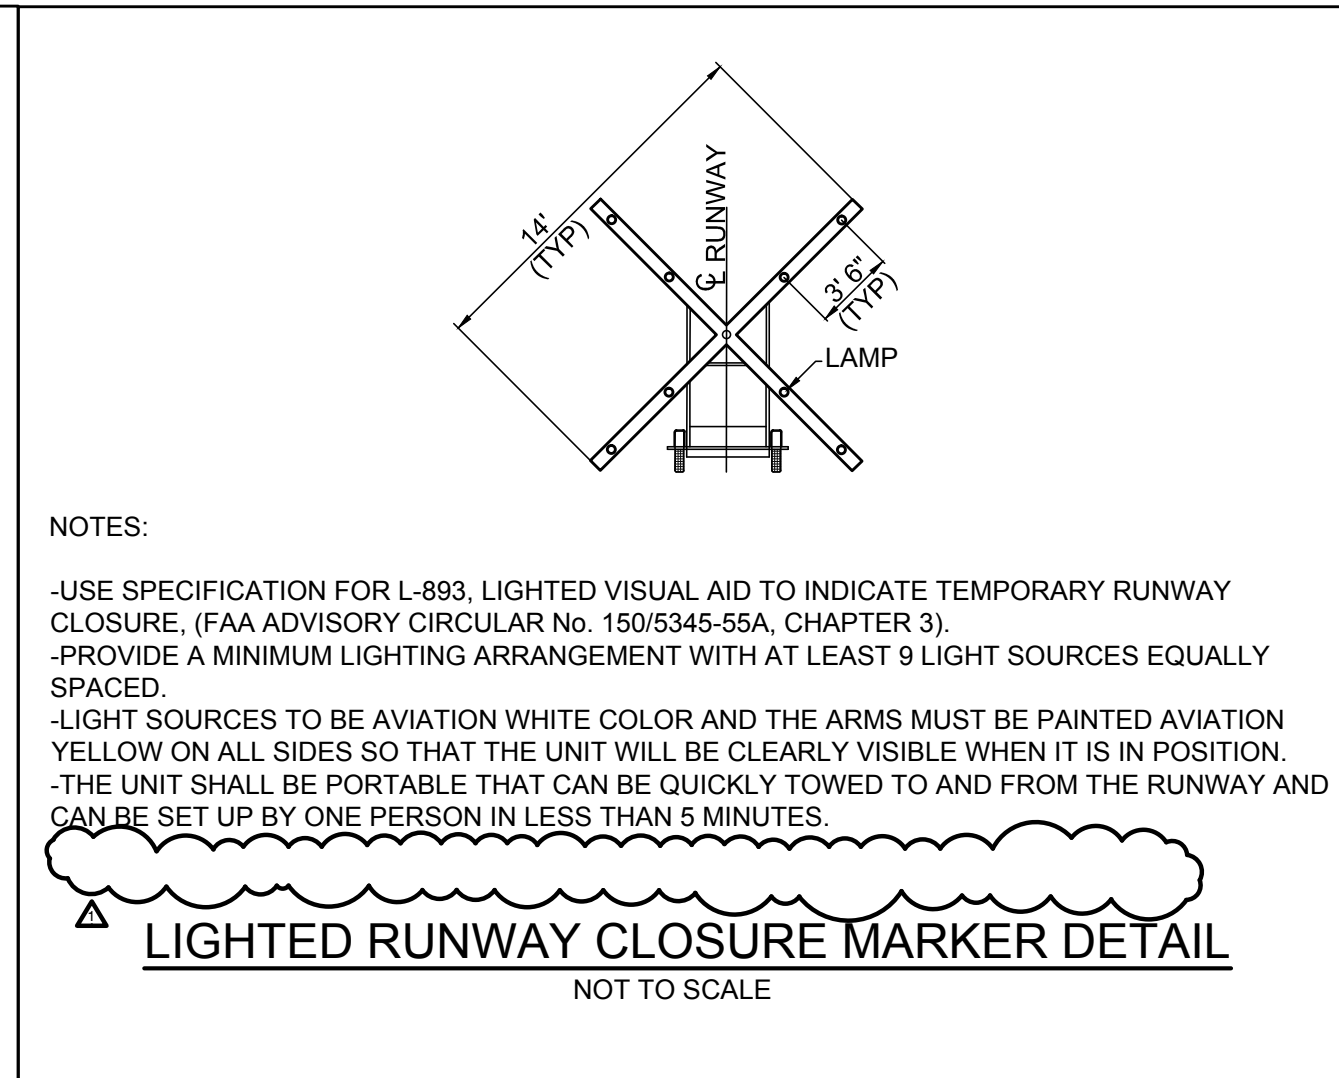 14'
(TYP)
℄ RUNWAY
3' 6"
(TYP)
LAMP
NOTES:
-USE SPECIFICATION FOR L-893, LIGHTED VISUAL AID TO INDICATE TEMPORARY RUNWAY
CLOSURE, (FAA ADVISORY CIRCULAR No. 150/5345-55A, CHAPTER 3).
-PROVIDE A MINIMUM LIGHTING ARRANGEMENT WITH AT LEAST 9 LIGHT SOURCES EQUALLY
SPACED.
-LIGHT SOURCES TO BE AVIATION WHITE COLOR AND THE ARMS MUST BE PAINTED AVIATION
YELLOW ON ALL SIDES SO THAT THE UNIT WILL BE CLEARLY VISIBLE WHEN IT IS IN POSITION.
-THE UNIT SHALL BE PORTABLE THAT CAN BE QUICKLY TOWED TO AND FROM THE RUNWAY AND
CAN BE SET UP BY ONE PERSON IN LESS THAN 5 MINUTES.
1
LIGHTED RUNWAY CLOSURE MARKER DETAIL
NOT TO SCALE